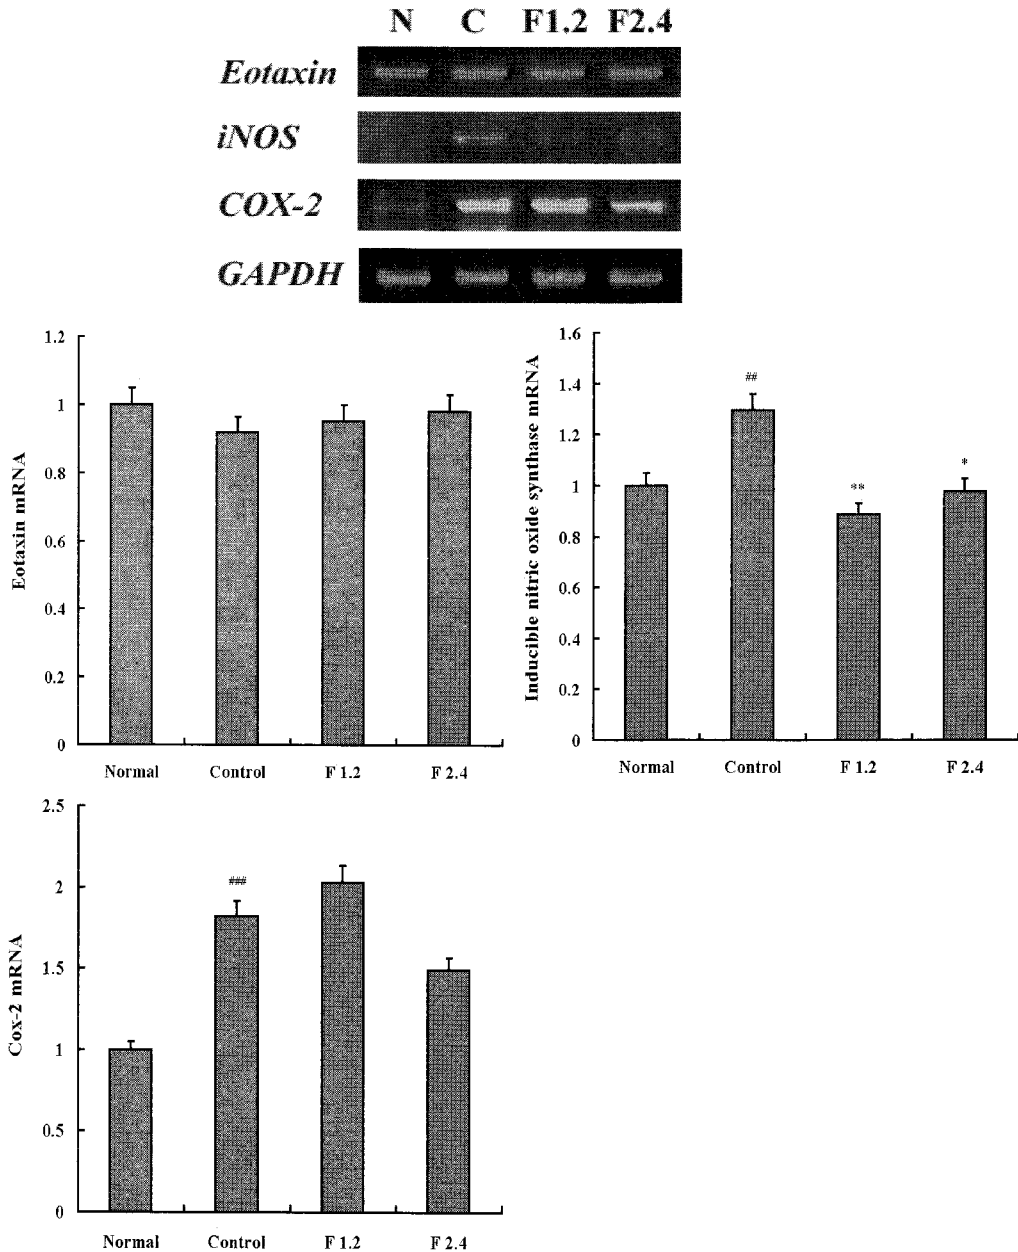 N C F1.2 F2.4
Eotaxin
iNOS
COX-2
GAPDH
Eotaxin mRNA
1.2
1
0.8
0.6
0.4
0.2
0
Normal Control F 1.2 F 2.4
Inducible nitric oxide synthase mRNA
1.6
1.4
1.2
1
0.8
0.6
0.4
0.2
0
##
**
*
Normal Control F 1.2 F 2.4
Cox-2 mRNA
2.5
2
1.5
1
0.5
0
###
Normal Control F 1.2 F 2.4